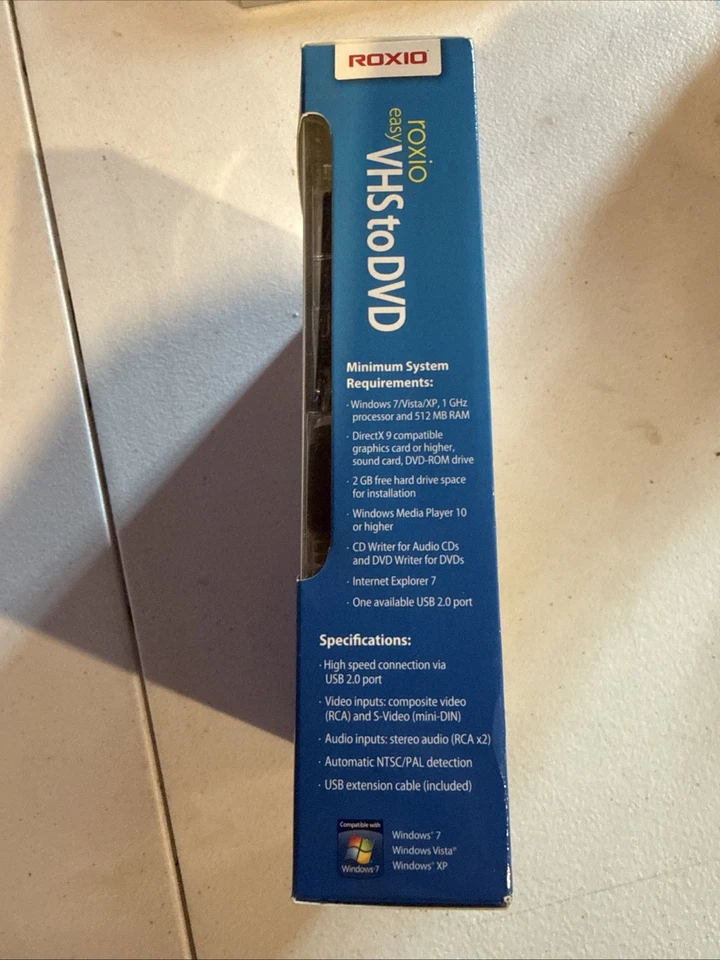 ROXIO
roxio
easy
VHS to DVD
Minimum System
Requirements:
· Windows 7/Vista/XP, 1 GHz
processor and 512 MB RAM
· DirectX 9 compatible
graphics card or higher,
sound card, DVD-ROM drive
· 2 GB free hard drive space
for installation
· Windows Media Player 10
or higher
· CD Writer for Audio CDs
and DVD Writer for DVDs
· Internet Explorer 7
· One available USB 2.0 port
Specifications:
· High speed connection via
USB 2.0 port
· Video inputs: composite video
(RCA) and S-Video (mini-DIN)
· Audio inputs: stereo audio (RCA x2)
· Automatic NTSC/PAL detection
· USB extension cable (included)
Compatible with
Windows 7
Windows® 7
Windows Vista®
Windows® XP